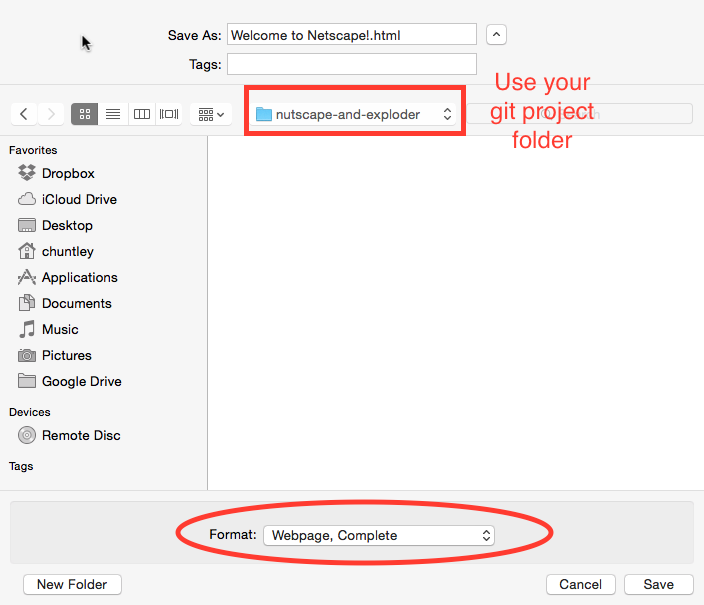 Save As: Welcome to Netscape!.html
Tags:
nutscape-and-exploder
Use your
git project
folder
Favorites
Dropbox
iCloud Drive
Desktop
chuntley
Applications
Documents
Music
Pictures
Google Drive
Devices
Remote Disc
Tags
Format: Webpage, Complete
New Folder
Cancel
Save